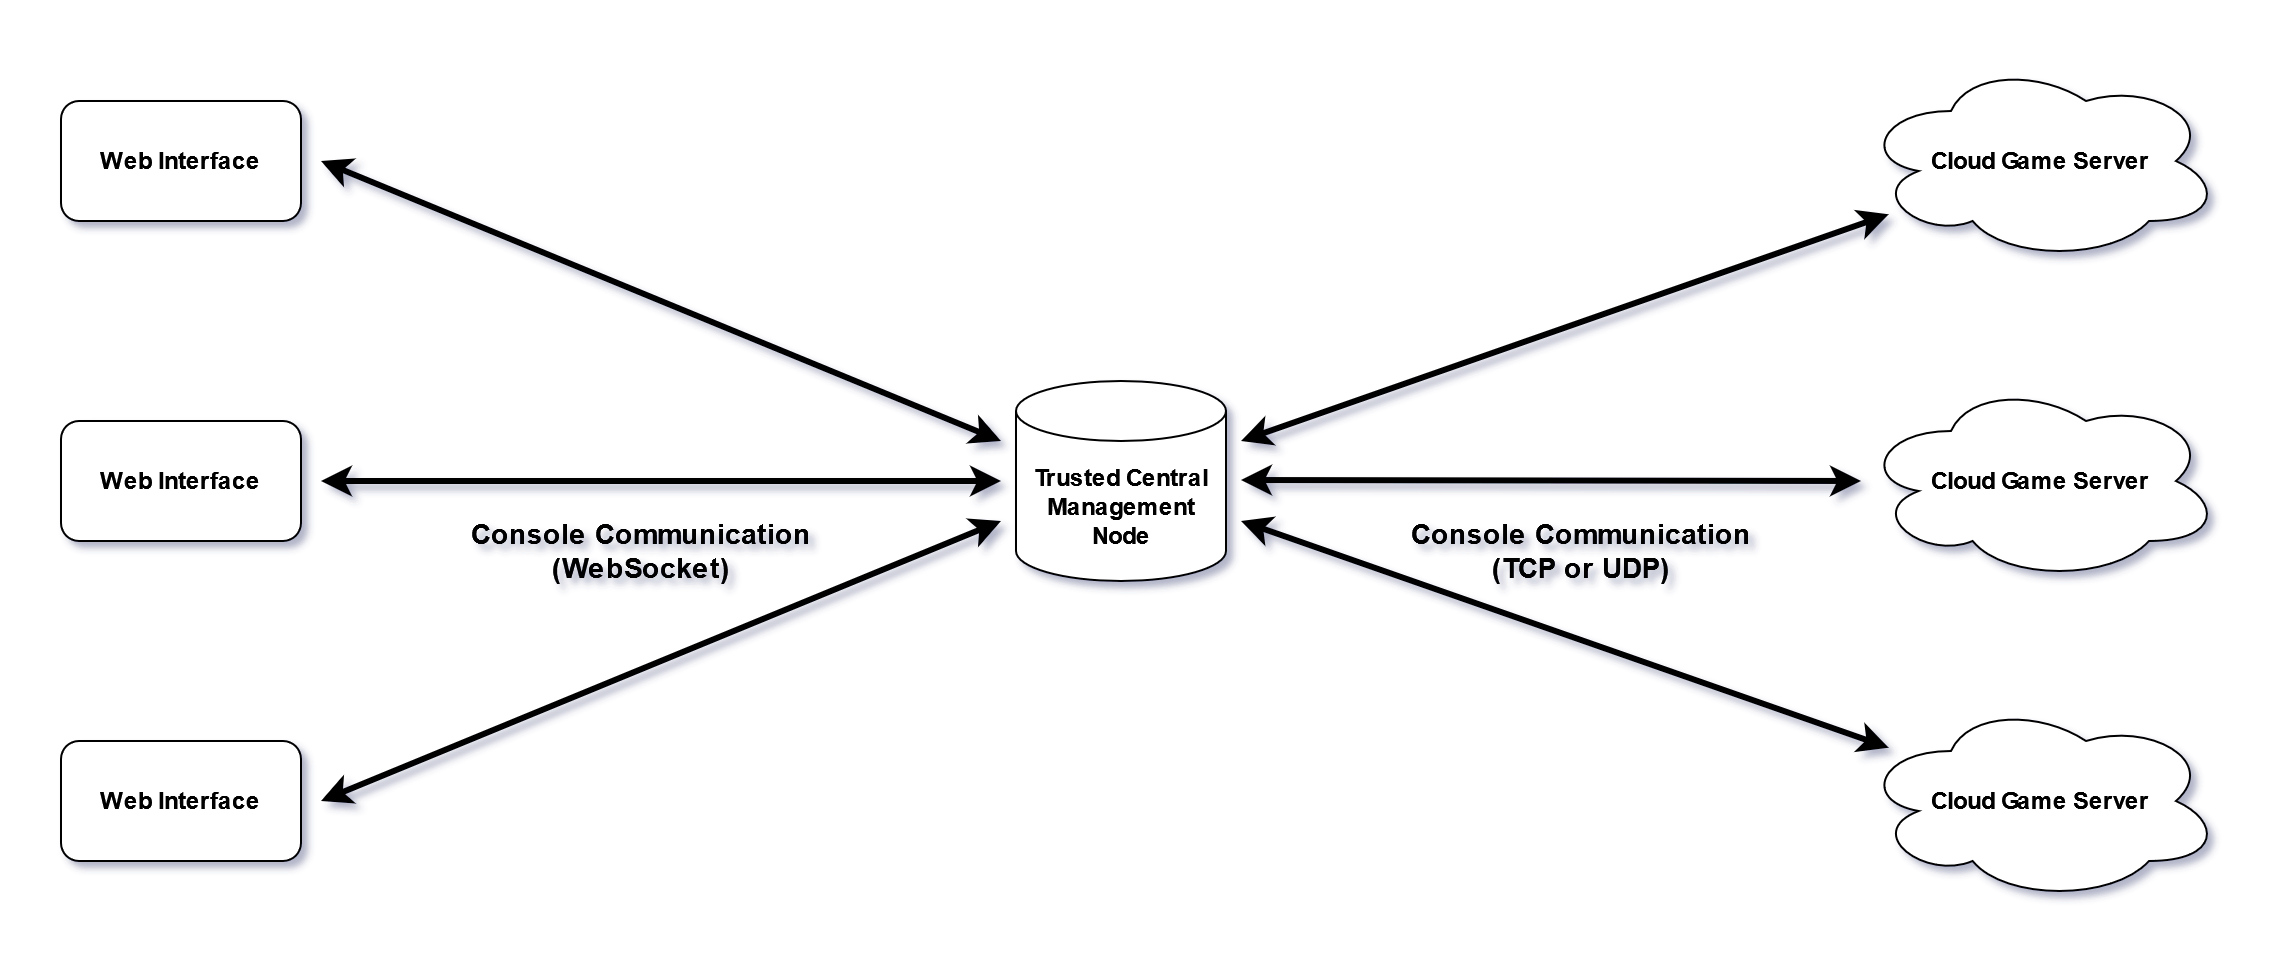 Web Interface
Cloud Game Server
Web Interface
Trusted Central
Management
Node
Cloud Game Server
Console Communication
(WebSocket)
Console Communication
(TCP or UDP)
Web Interface
Cloud Game Server